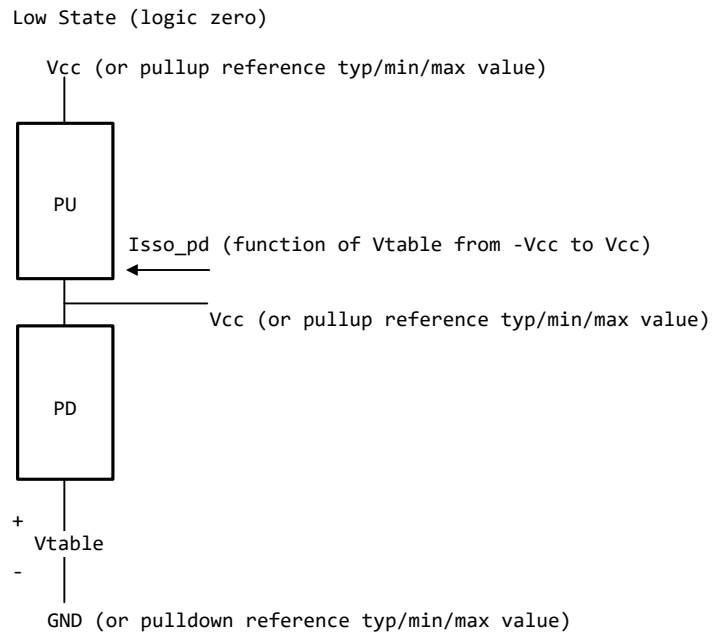 Low State (logic zero)
Vcc (or pullup reference typ/min/max value)
PU
Isso_pd (function of Vtable from -Vcc to Vcc)
Vcc (or pullup reference typ/min/max value)
PD
+
Vtable
-
GND (or pulldown reference typ/min/max value)